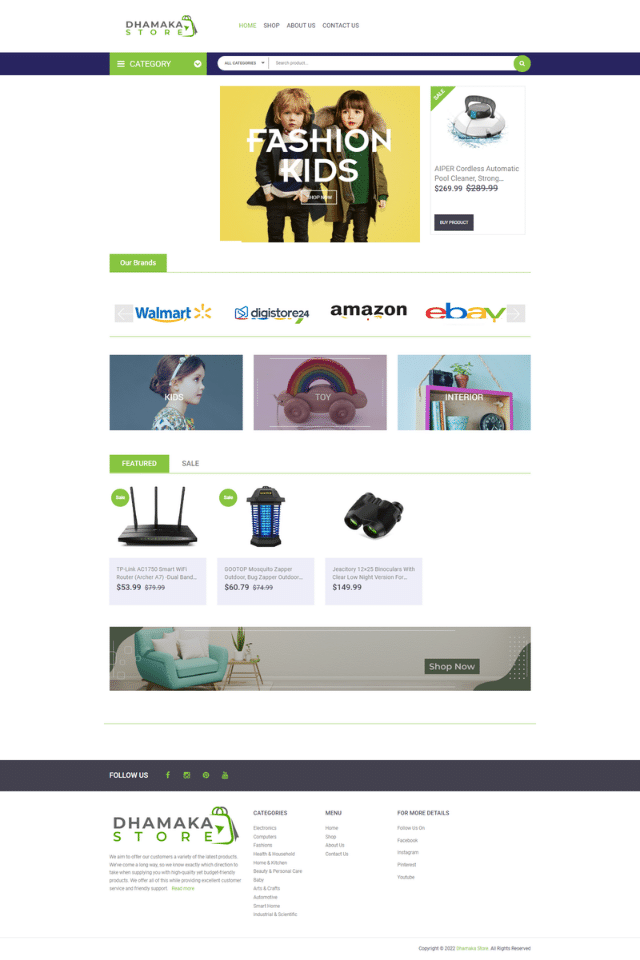 DHAMAKA
STORE
HOME SHOP ABOUT US CONTACT US
CATEGORY
ALL CATEGORIES Search product...
FASHION
KIDS
SHOP NOW
SALE
AIPER Cordless Automatic
Pool Cleaner, Strong...
$269.99 $289.99
BUY PRODUCT
Our Brands
Walmart digistore24 amazon ebay
KIDS TOY INTERIOR
FEATURED SALE
Sale
TP-Link AC1750 Smart WiFi
Router (Archer A7) -Dual Band...
$53.99 $79.99
Sale
GOOTOP Mosquito Zapper
Outdoor, Bug Zapper Outdoor...
$60.79 $74.99
Jeacitory 12×25 Binoculars With
Clear Low Night Version For...
$149.99
Shop Now
FOLLOW US
DHAMAKA
STORE
We aim to offer our customers a variety of the latest products.
We've come a long way, so we know exactly which direction to
take when supplying you with high-quality yet budget-friendly
products. We offer all of this while providing excellent customer
service and friendly support. Read more
CATEGORIES
Electronics
Computers
Fashions
Health & Household
Home & Kitchen
Beauty & Personal Care
Baby
Arts & Crafts
Automotive
Smart Home
Industrial & Scientific
MENU
Home
Shop
About Us
Contact Us
FOR MORE DETAILS
Follow Us On
Facebook
Instagram
Pinterest
Youtube
Copyright © 2022 Dhamaka Store. All Rights Reserved